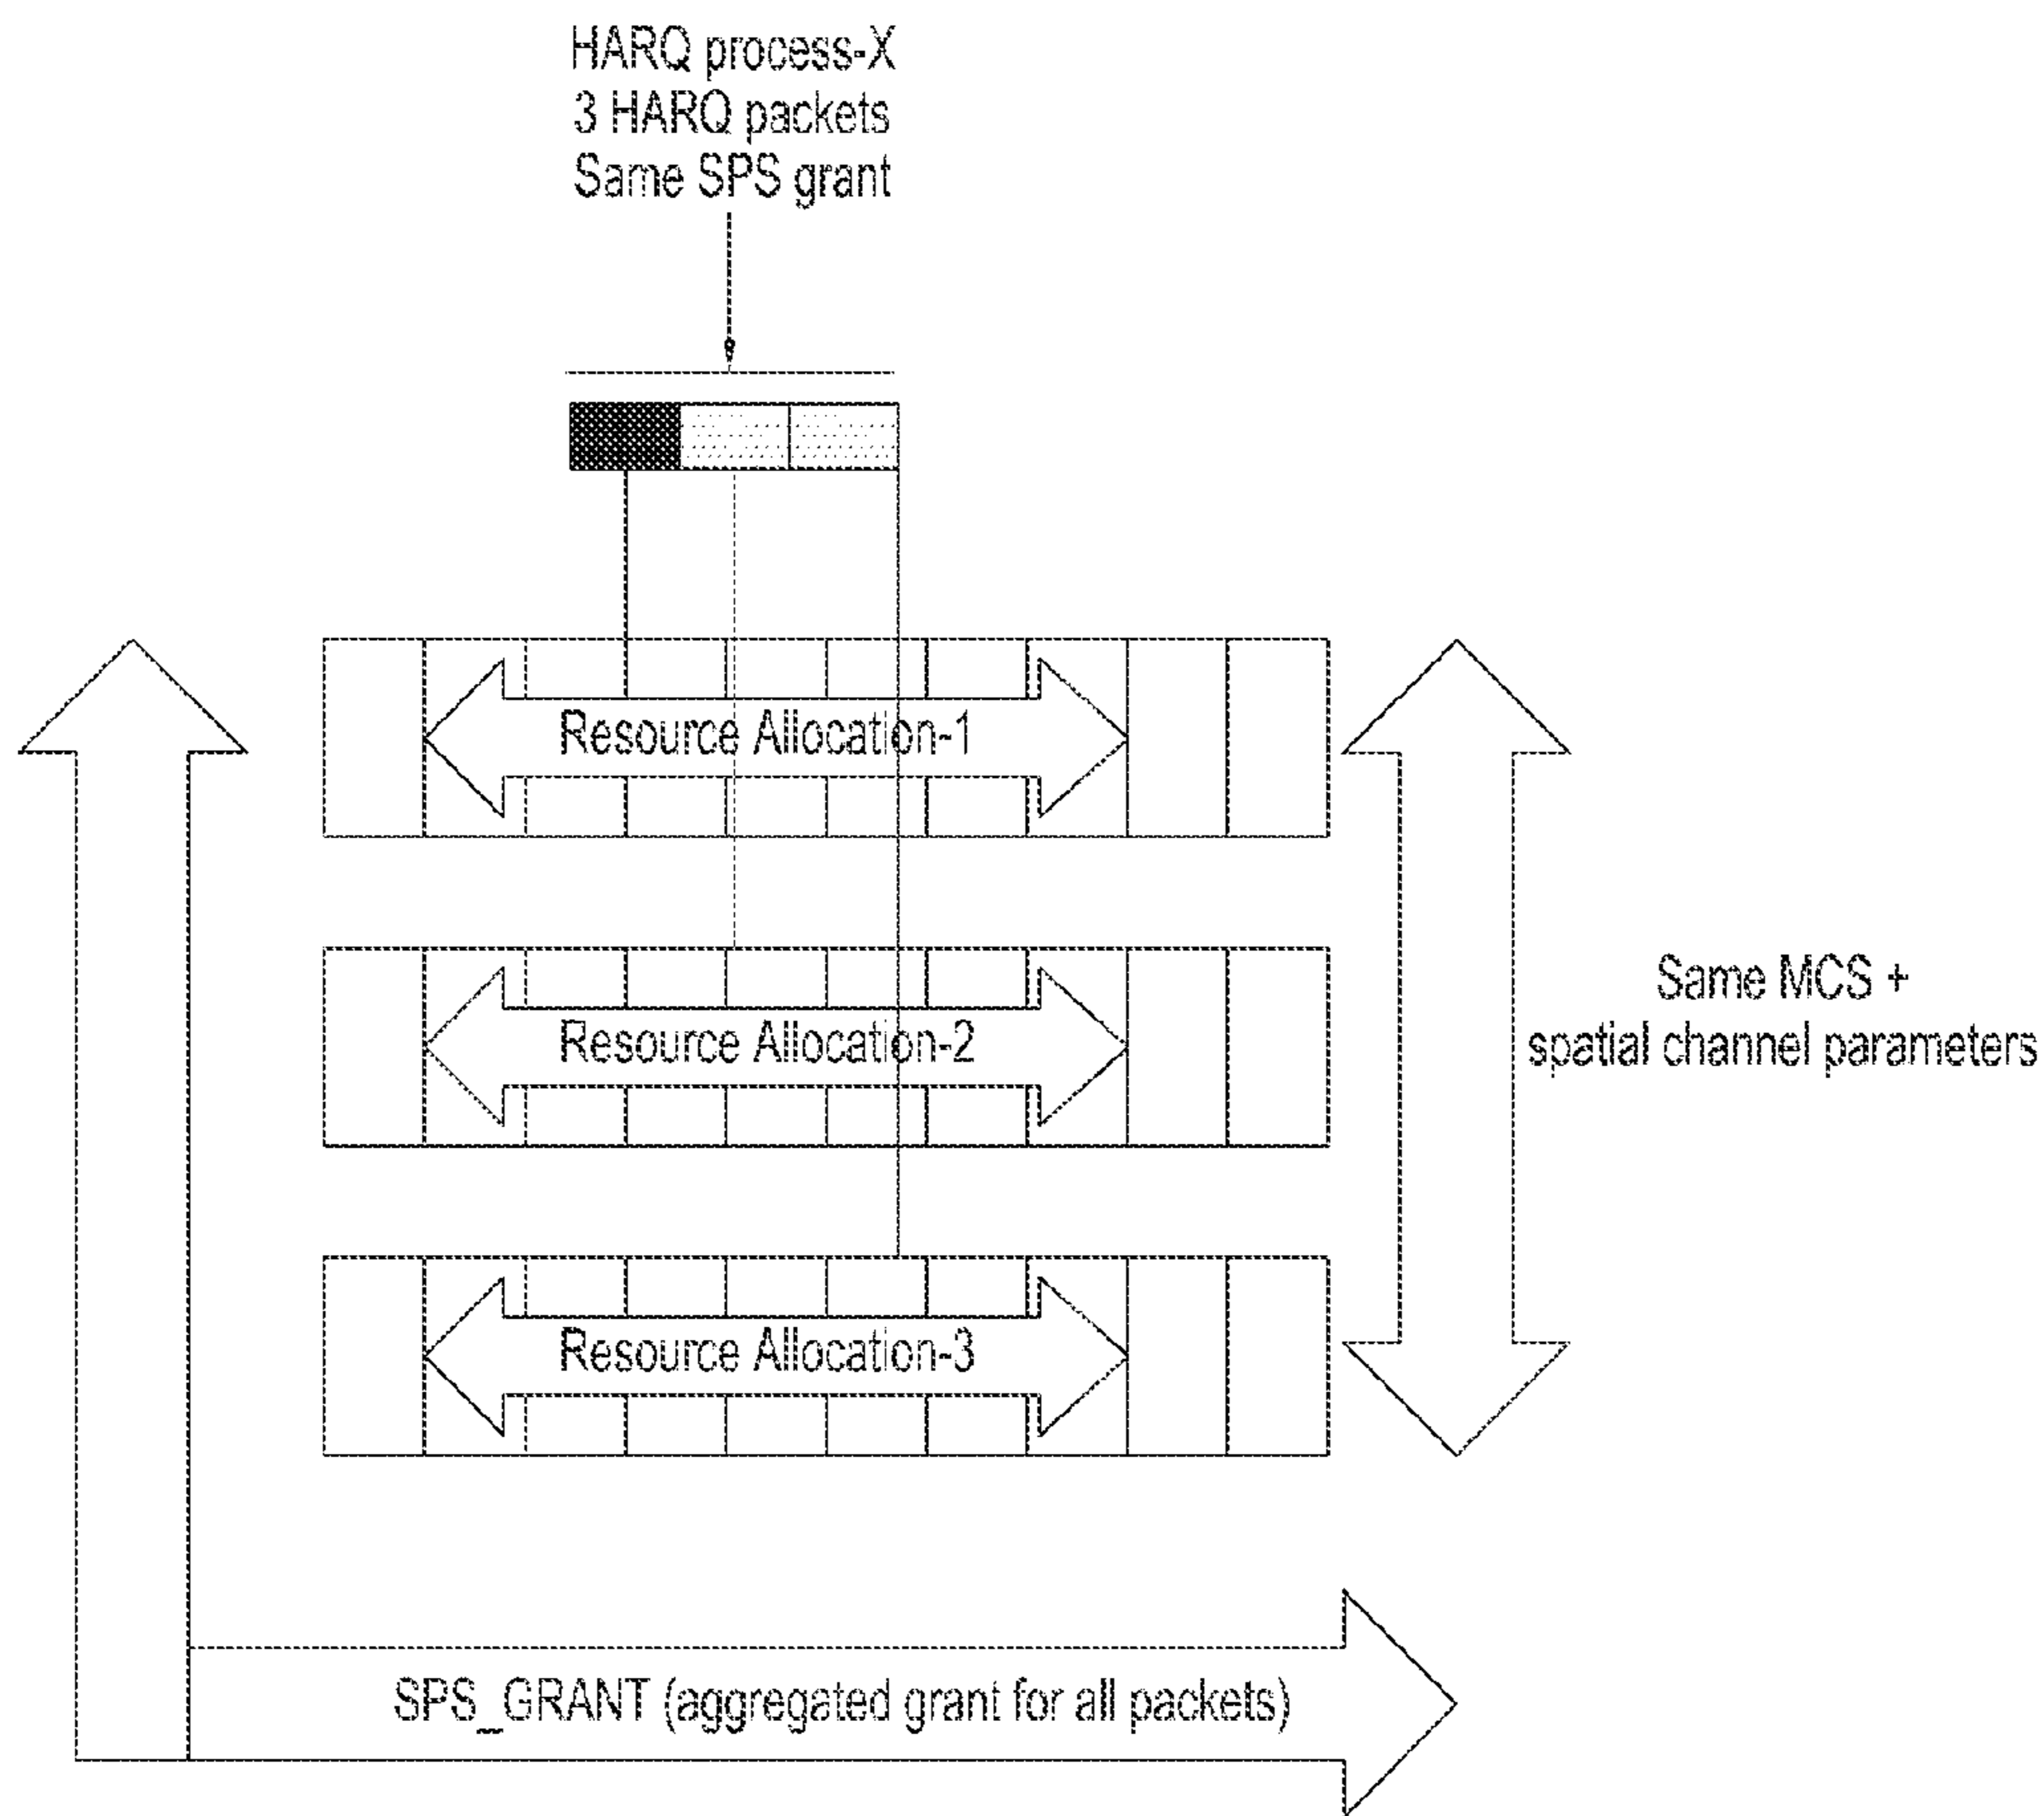 HARQ process-X
3 HARQ packets
Same SPS grant
Resource Allocation-1
Resource Allocation-2
Same MCS +
spatial channel parameters
Resource Allocation-3
SPS_GRANT (aggregated grant for all packets)